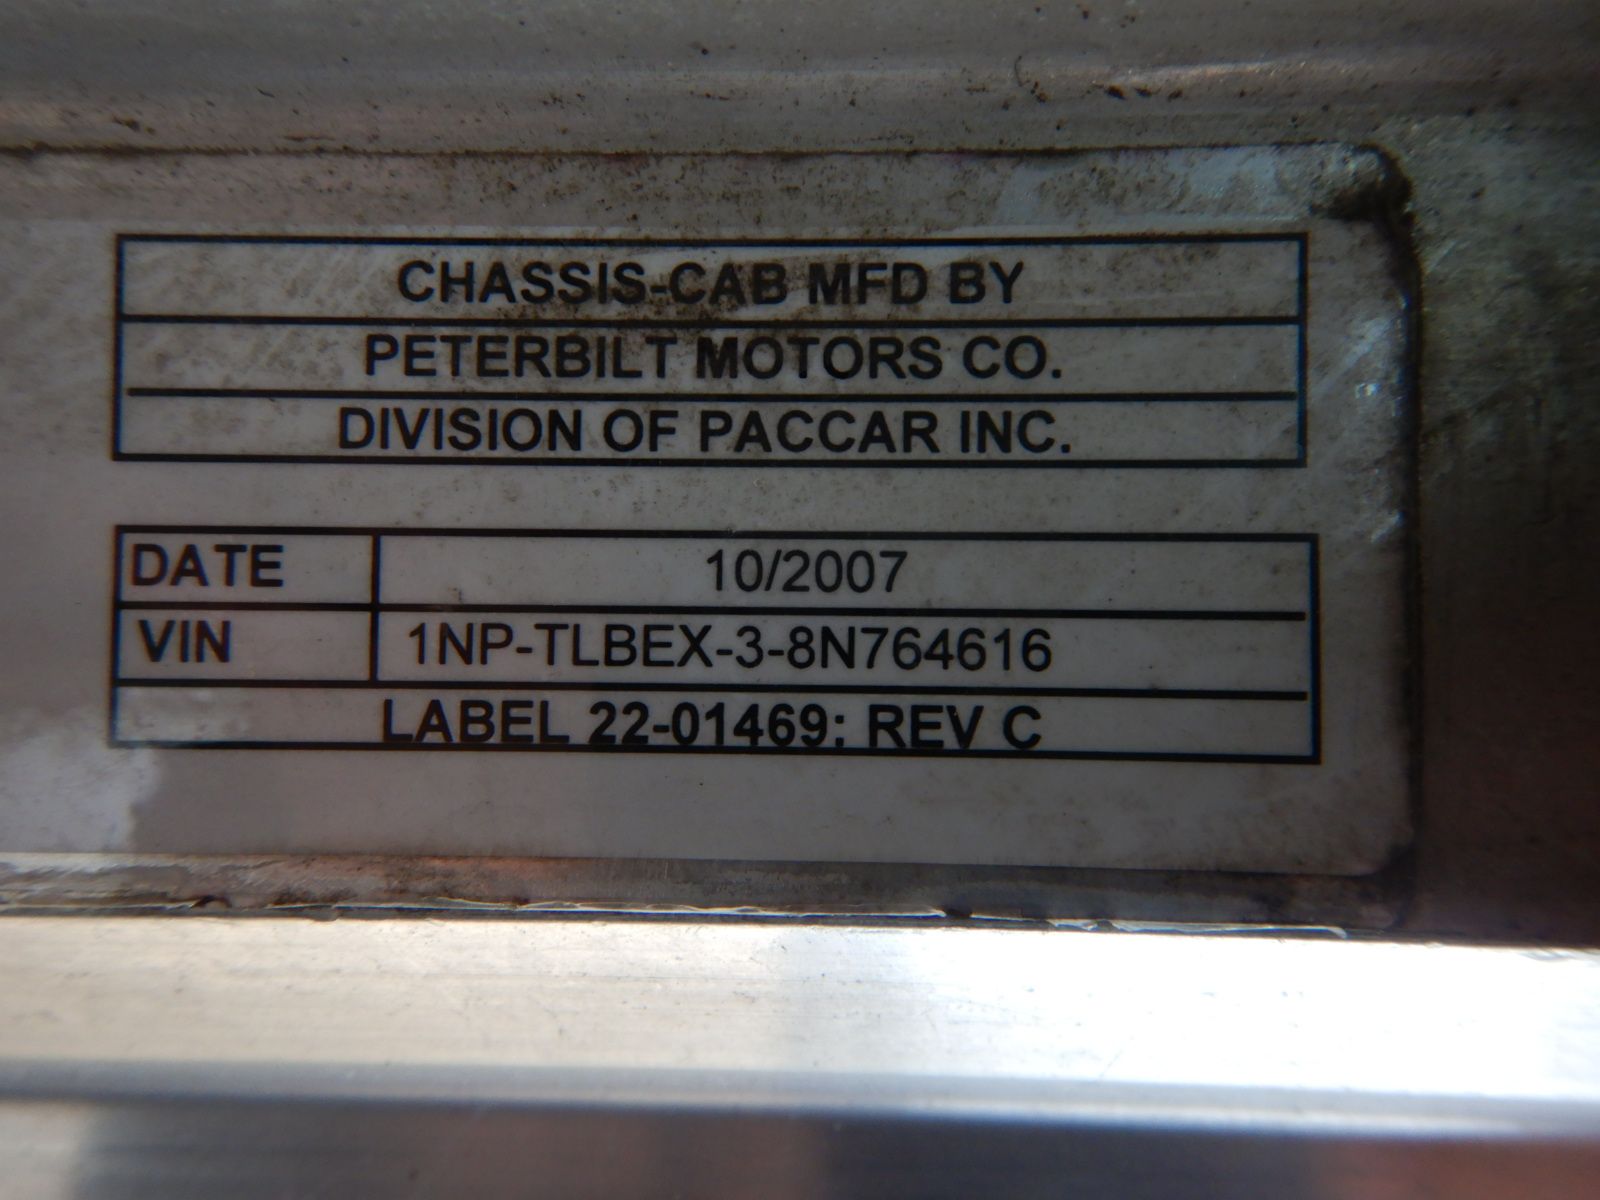 CHASSIS-CAB MFD BY
PETERBILT MOTORS CO.
DIVISION OF PACCAR INC.
DATE 10/2007
VIN 1NP-TLBEX-3-8N764616
LABEL 22-01469: REV C